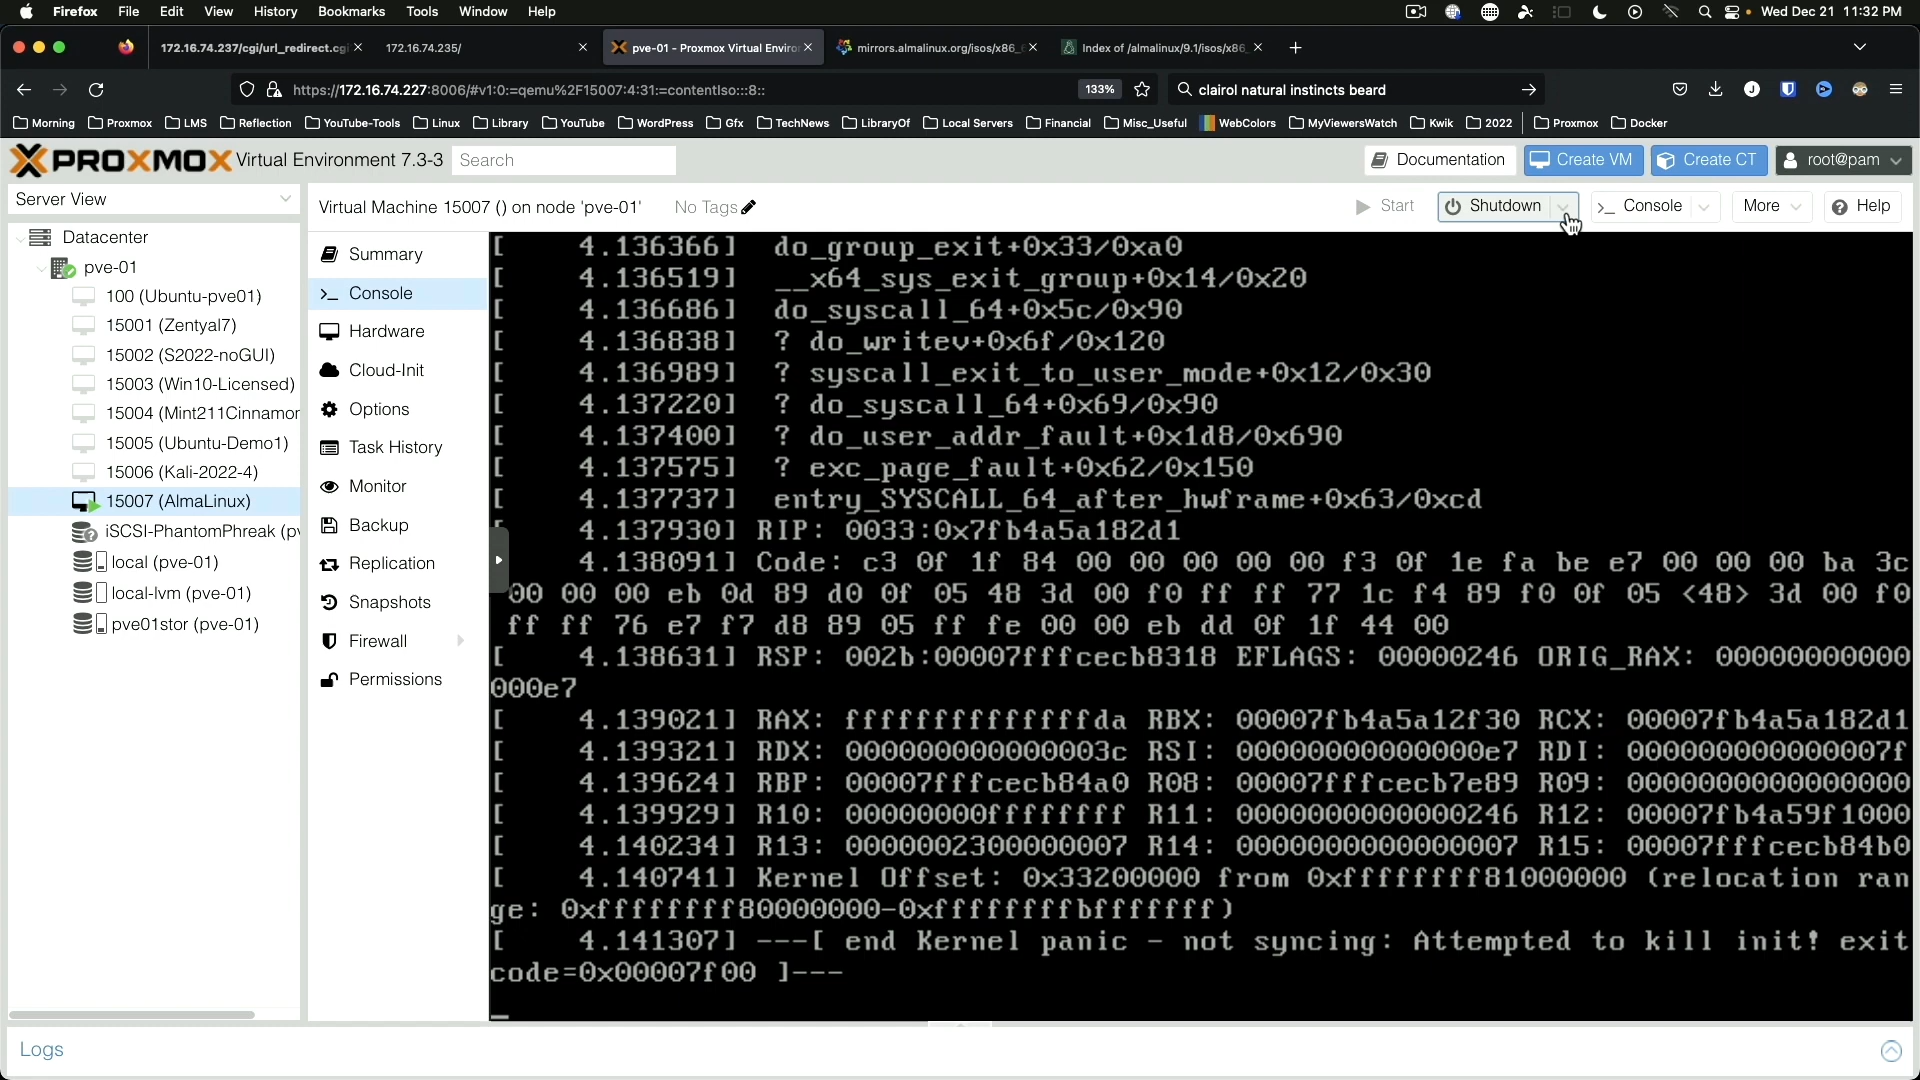 Firefox File Edit View History Bookmarks Tools Window Help
Wed Dec 21 11:32 PM
172.16.74.237/cgi/url_redirect.cgi
172.16.74.235/
pve-01 - Proxmox Virtual Enviro
mirrors.almalinux.org/isos/x86_
Index of /almalinux/9.1/isos/x86_
https://172.16.74.227:8006/#v1:0:=qemu%2F15007:4:31:=contentIso:::8::
133%
clairol natural instincts beard
Morning Proxmox LMS Reflection YouTube-Tools Linux Library YouTube WordPress Gfx TechNews LibraryOf Local Servers Financial Misc_Useful WebColors MyViewersWatch Kwik 2022 Proxmox Docker
PROXMOX Virtual Environment 7.3-3
Search
Documentation
Create VM
Create CT
root@pam
Server View
Virtual Machine 15007 () on node 'pve-01'
No Tags
Start
Shutdown
Console
More
Help
Datacenter
pve-01
100 (Ubuntu-pve01)
15001 (Zentyal7)
15002 (S2022-noGUI)
15003 (Win10-Licensed)
15004 (Mint211Cinnamor
15005 (Ubuntu-Demo1)
15006 (Kali-2022-4)
15007 (AlmaLinux)
iSCSI-PhantomPhreak (pv
local (pve-01)
local-lvm (pve-01)
pve01stor (pve-01)
Summary
Console
Hardware
Cloud-Init
Options
Task History
Monitor
Backup
Replication
Snapshots
Firewall
Permissions
[    4.136366]  do_group_exit+0x33/0xa0
[    4.136519]  __x64_sys_exit_group+0x14/0x20
[    4.136686]  do_syscall_64+0x5c/0x90
[    4.136838]  ? do_writev+0x6f/0x120
[    4.136989]  ? syscall_exit_to_user_mode+0x12/0x30
[    4.137220]  ? do_syscall_64+0x69/0x90
[    4.137400]  ? do_user_addr_fault+0x1d8/0x690
[    4.137575]  ? exc_page_fault+0x62/0x150
[    4.137737]  entry_SYSCALL_64_after_hwframe+0x63/0xcd
[    4.137930] RIP: 0033:0x7fb4a5a182d1
4.138091] Code: c3 0f 1f 84 00 00 00 00 00 f3 0f 1e fa be e7 00 00 00 ba 3c
00 00 00 eb 0d 89 d0 0f 05 48 3d 00 f0 ff ff 77 1c f4 89 f0 0f 05 <48> 3d 00 f0
ff ff 76 e7 f7 d8 89 05 ff fe 00 00 eb dd 0f 1f 44 00
[    4.138631] RSP: 002b:00007fffcecb8318 EFLAGS: 00000246 ORIG_RAX: 00000000000
000e7
[    4.139021] RAX: ffffffffffffffda RBX: 00007fb4a5a12f30 RCX: 00007fb4a5a182d1
[    4.139321] RDX: 000000000000003c RSI: 00000000000000e7 RDI: 000000000000007f
[    4.139624] RBP: 00007fffcecb84a0 R08: 00007fffcecb7e89 R09: 0000000000000000
[    4.139929] R10: 00000000ffffffff R11: 0000000000000246 R12: 00007fb4a59f1000
[    4.140234] R13: 0000002300000007 R14: 0000000000000007 R15: 00007fffcecb84b0
[    4.140741] Kernel Offset: 0x33200000 from 0xffffffff81000000 (relocation ran
ge: 0xffffffff80000000-0xffffffffbfffffff)
[    4.141307] ---[ end Kernel panic - not syncing: Attempted to kill init! exit
code=0x00007f00 ]---
Logs